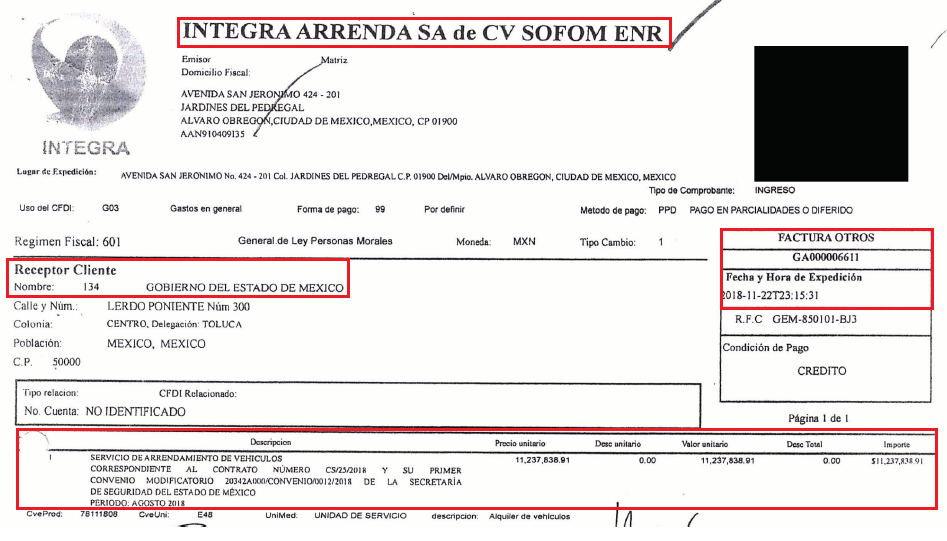 INTEGRA ARRENDA SA de CV SOFOM ENR
Emisor Matriz
Domicilio Fiscal:
AVENIDA SAN JERONIMO 424 - 201
JARDINES DEL PEDREGAL
ALVARO OBREGON,CIUDAD DE MEXICO,MEXICO, CP 01900
AAN910409I35
INTEGRA
Lugar de Expedición: AVENIDA SAN JERONIMO No. 424 - 201 Col. JARDINES DEL PEDREGAL C.P. 01900 Del/Mpio. ALVARO OBREGON, CIUDAD DE MEXICO, MEXICO
Tipo de Comprobante: INGRESO
Uso del CFDI: G03 Gastos en general Forma de pago: 99 Por definir Metodo de pago: PPD PAGO EN PARCIALIDADES O DIFERIDO
Regimen Fiscal: 601 General de Ley Personas Morales Moneda: MXN Tipo Cambio: 1
FACTURA OTROS
GA000006611
Fecha y Hora de Expedición
2018-11-22T23:15:31
R.F.C GEM-850101-BJ3
Condición de Pago
CREDITO
Receptor Cliente
Nombre: 134 GOBIERNO DEL ESTADO DE MEXICO
Calle y Núm.: LERDO PONIENTE Núm 300
Colonia: CENTRO, Delegación: TOLUCA
Población: MEXICO, MEXICO
C.P. 50000
Tipo relacion: CFDI Relacionado:
No. Cuenta: NO IDENTIFICADO
Página 1 de 1
Descripcion Precio unitario Desc unitario Valor unitario Desc Total Importe
1 SERVICIO DE ARRENDAMIENTO DE VEHICULOS 11,237,838.91 0.00 11,237,838.91 0.00 $11,237,838.91
CORRESPONDIENTE AL CONTRATO NÚMERO CS/25/2018 Y SU PRIMER
CONVENIO MODIFICATORIO 20342A000/CONVENIO/0012/2018 DE LA SECRETARÍA
DE SEGURIDAD DEL ESTADO DE MÉXICO
PERIODO: AGOSTO 2018
CveProd: 78111808 CveUni: E48 UniMed: UNIDAD DE SERVICIO descripcion: Alquiler de vehículos